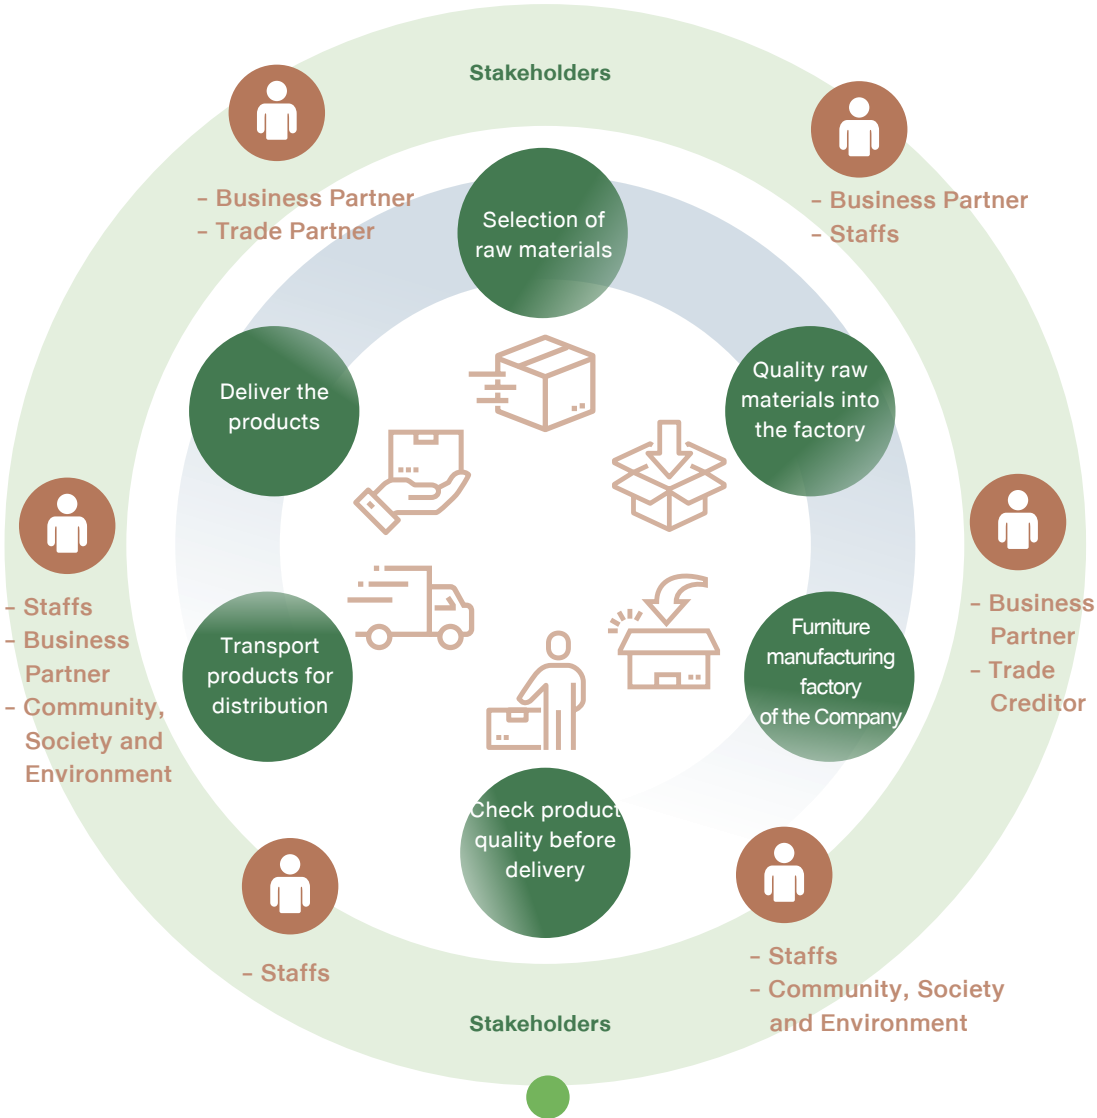 Stakeholders
– Business Partner
– Trade Partner
– Business Partner
– Staffs
Selection of
raw materials
Deliver the
products
Quality raw
materials into
the factory
– Staffs
– Business
Partner
– Community,
Society and
Environment
– Business
Partner
– Trade
Creditor
Transport
products for
distribution
Furniture
manufacturing
factory
of the Company
Check product
quality before
delivery
– Staffs
– Staffs
– Community, Society
and Environment
Stakeholders